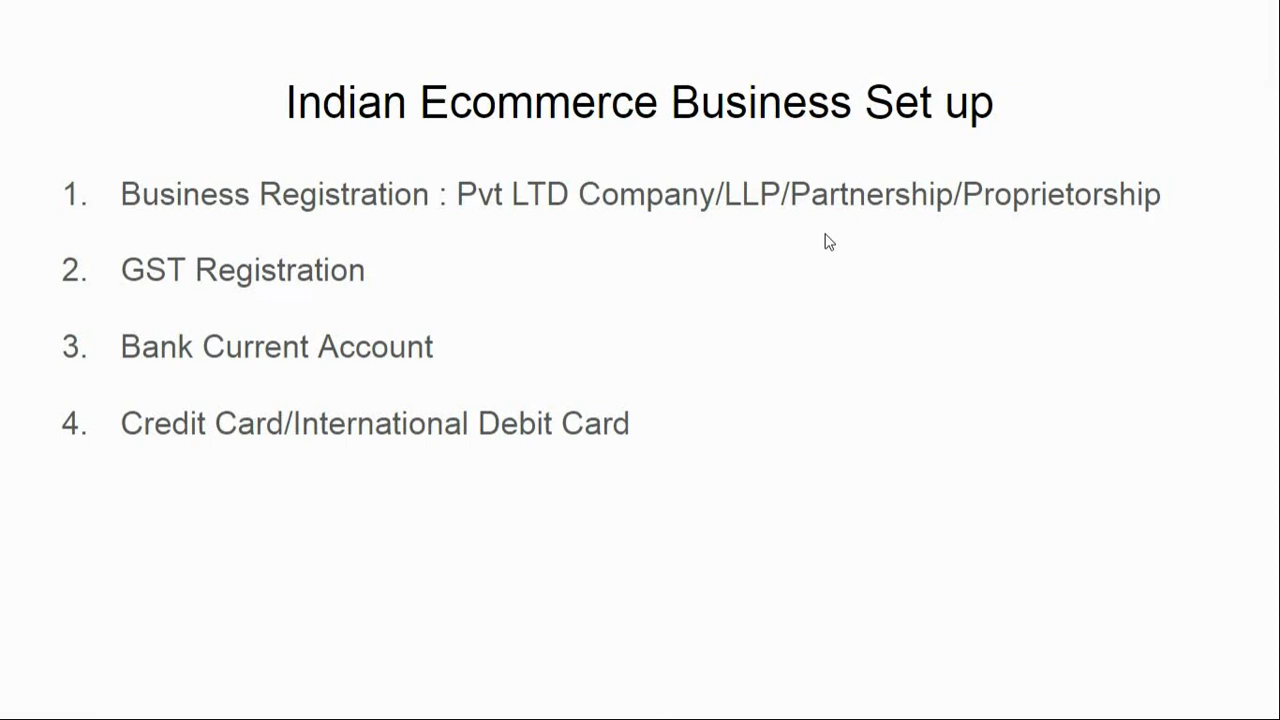 Indian Ecommerce Business Set up
1. Business Registration : Pvt LTD Company/LLP/Partnership/Proprietorship
2. GST Registration
3. Bank Current Account
4. Credit Card/International Debit Card